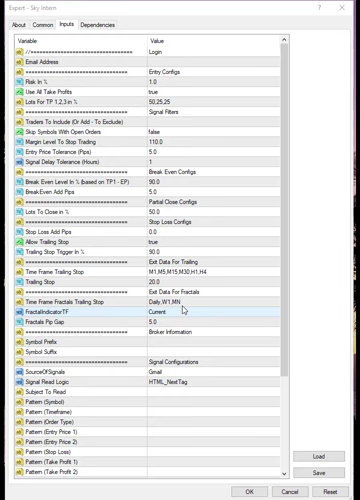 Expert - Sky Intern
About Common Inputs Dependencies
Variable Value
//================================== Login
Email Address
================================== Entry Configs
Risk In % 1.0
Use All Take Profits true
Lots For TP 1,2,3 in % 50,25,25
================================== Signal Filters
Traders To Include (Or Add - To Exclude)
Skip Symbols With Open Orders false
Margin Level To Stop Trading 110.0
Entry Price Tolerance (Pips) 5.0
Signal Delay Tolerance (Hours) 1
================================== Break Even Configs
Break Even Level In % (based on TP1 - EP) 90.0
BreakEven Add Pips 5.0
================================== Partial Close Configs
Lots To Close in % 50.0
================================== Stop Loss Configs
Stop Loss Add Pips 0.0
Allow Trailing Stop true
Trailing Stop Trigger In % 90.0
================================== Exit Data For Trailing
Time Frame Trailing Stop M1,M5,M15,M30,H1,H4
Trailing Stop 20.0
================================== Exit Data For Fractals
Time Frame Fractals Trailing Stop Daily,W1,MN
FractalIndicatorTF Current
Fractals Pip Gap 5.0
================================== Broker Information
Symbol Prefix
Symbol Suffix
================================== Signal Configurations
SourceOfSignals Gmail
Signal Read Logic HTML_NextTag
Subject To Read
Pattern (Symbol)
Pattern (Timeframe)
Pattern (Order Type)
Pattern (Entry Price 1)
Pattern (Entry Price 2)
Pattern (Stop Loss)
Pattern (Take Profit 1)
Pattern (Take Profit 2)
Load
Save
OK Cancel Reset